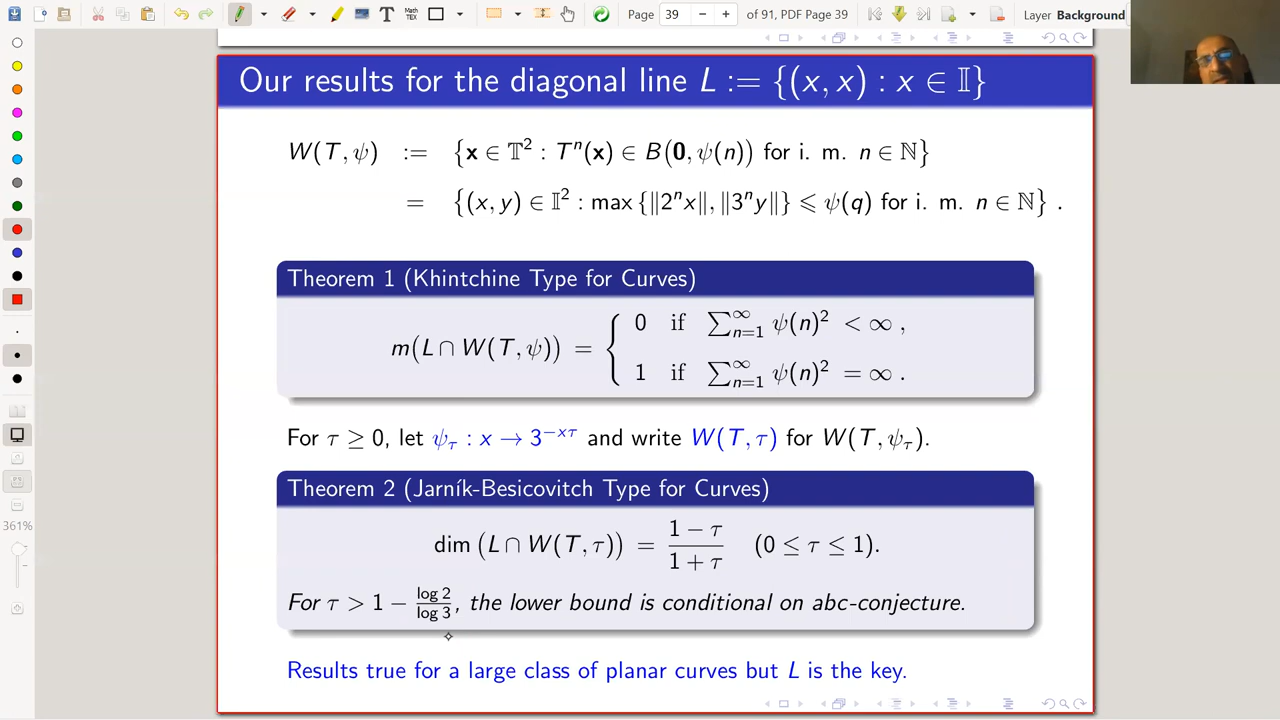 Page 39 of 91, PDF Page 39 Layer Background
T Math TEX
Our results for the diagonal line L := {(x, x) : x ∈ 𝕀}
W(T, ψ) := {x ∈ 𝕋² : Tⁿ(x) ∈ B(0, ψ(n)) for i. m. n ∈ ℕ}
= {(x, y) ∈ 𝕀² : max {‖2ⁿx‖, ‖3ⁿy‖} ⩽ ψ(q) for i. m. n ∈ ℕ} .
Theorem 1 (Khintchine Type for Curves)
m(L ∩ W(T, ψ)) = { 0 if ∑_{n=1}^∞ ψ(n)² < ∞ ,
1 if ∑_{n=1}^∞ ψ(n)² = ∞ .
For τ ≥ 0, let ψ_τ : x → 3^{−xτ} and write W(T, τ) for W(T, ψ_τ).
Theorem 2 (Jarník-Besicovitch Type for Curves)
dim (L ∩ W(T, τ)) = (1 − τ)/(1 + τ) (0 ≤ τ ≤ 1).
For τ > 1 − log 2/log 3, the lower bound is conditional on abc-conjecture.
361%
Results true for a large class of planar curves but L is the key.